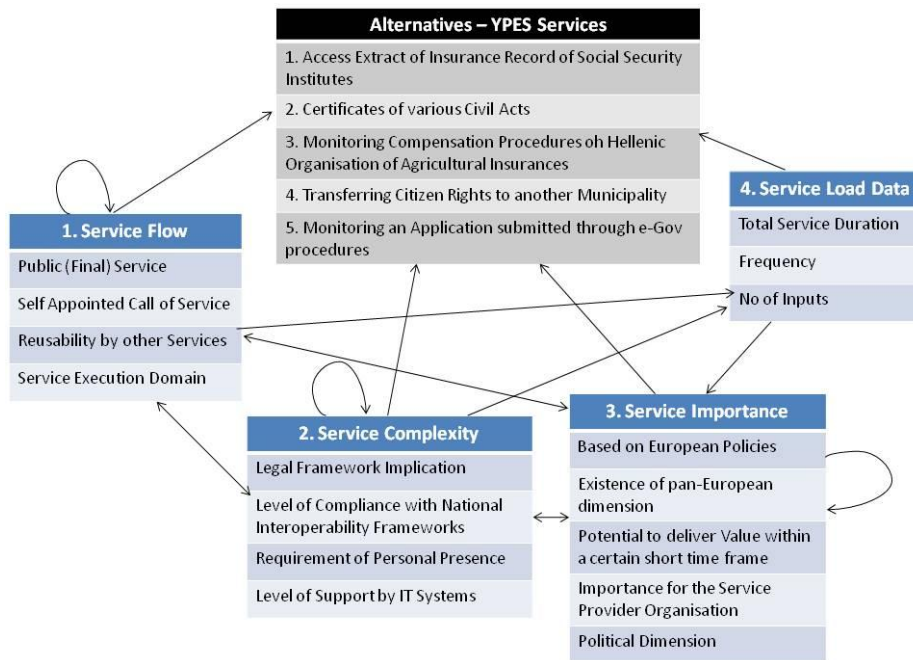 Alternatives – YPES Services
1. Access Extract of Insurance Record of Social Security
Institutes
2. Certificates of various Civil Acts
3. Monitoring Compensation Procedures oh Hellenic
Organisation of Agricultural Insurances
4. Transferring Citizen Rights to another Municipality
5. Monitoring an Application submitted through e-Gov
procedures
1. Service Flow
Public (Final) Service
Self Appointed Call of Service
Reusability by other Services
Service Execution Domain
4. Service Load Data
Total Service Duration
Frequency
No of Inputs
2. Service Complexity
Legal Framework Implication
Level of Compliance with National
Interoperability Frameworks
Requirement of Personal Presence
Level of Support by IT Systems
3. Service Importance
Based on European Policies
Existence of pan-European
dimension
Potential to deliver Value within
a certain short time frame
Importance for the Service
Provider Organisation
Political Dimension